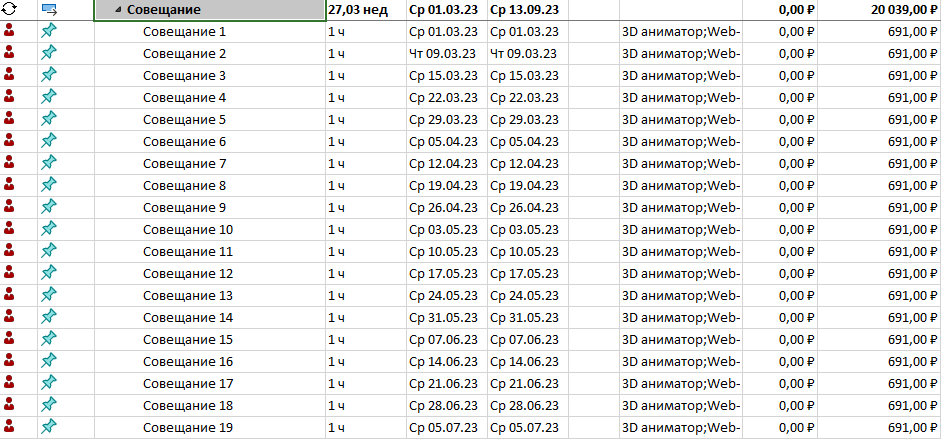 Совещание 27,03 нед Ср 01.03.23 Ср 13.09.23 0,00 ₽ 20 039,00 ₽
Совещание 1 1 ч Ср 01.03.23 Ср 01.03.23 3D аниматор;Web- 0,00 ₽ 691,00 ₽
Совещание 2 1 ч Чт 09.03.23 Чт 09.03.23 3D аниматор;Web- 0,00 ₽ 691,00 ₽
Совещание 3 1 ч Ср 15.03.23 Ср 15.03.23 3D аниматор;Web- 0,00 ₽ 691,00 ₽
Совещание 4 1 ч Ср 22.03.23 Ср 22.03.23 3D аниматор;Web- 0,00 ₽ 691,00 ₽
Совещание 5 1 ч Ср 29.03.23 Ср 29.03.23 3D аниматор;Web- 0,00 ₽ 691,00 ₽
Совещание 6 1 ч Ср 05.04.23 Ср 05.04.23 3D аниматор;Web- 0,00 ₽ 691,00 ₽
Совещание 7 1 ч Ср 12.04.23 Ср 12.04.23 3D аниматор;Web- 0,00 ₽ 691,00 ₽
Совещание 8 1 ч Ср 19.04.23 Ср 19.04.23 3D аниматор;Web- 0,00 ₽ 691,00 ₽
Совещание 9 1 ч Ср 26.04.23 Ср 26.04.23 3D аниматор;Web- 0,00 ₽ 691,00 ₽
Совещание 10 1 ч Ср 03.05.23 Ср 03.05.23 3D аниматор;Web- 0,00 ₽ 691,00 ₽
Совещание 11 1 ч Ср 10.05.23 Ср 10.05.23 3D аниматор;Web- 0,00 ₽ 691,00 ₽
Совещание 12 1 ч Ср 17.05.23 Ср 17.05.23 3D аниматор;Web- 0,00 ₽ 691,00 ₽
Совещание 13 1 ч Ср 24.05.23 Ср 24.05.23 3D аниматор;Web- 0,00 ₽ 691,00 ₽
Совещание 14 1 ч Ср 31.05.23 Ср 31.05.23 3D аниматор;Web- 0,00 ₽ 691,00 ₽
Совещание 15 1 ч Ср 07.06.23 Ср 07.06.23 3D аниматор;Web- 0,00 ₽ 691,00 ₽
Совещание 16 1 ч Ср 14.06.23 Ср 14.06.23 3D аниматор;Web- 0,00 ₽ 691,00 ₽
Совещание 17 1 ч Ср 21.06.23 Ср 21.06.23 3D аниматор;Web- 0,00 ₽ 691,00 ₽
Совещание 18 1 ч Ср 28.06.23 Ср 28.06.23 3D аниматор;Web- 0,00 ₽ 691,00 ₽
Совещание 19 1 ч Ср 05.07.23 Ср 05.07.23 3D аниматор;Web- 0,00 ₽ 691,00 ₽